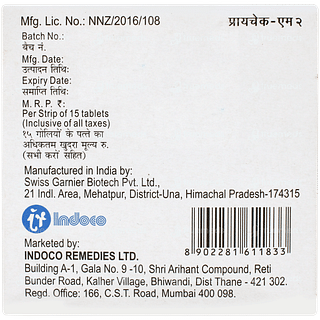 Mfg. Lic. No.: NNZ/2016/108
प्रायचेक-एम २
Batch No.:
बैच नं.
Mfg. Date:
उत्पादन तिथि:
Expiry Date:
समाप्ति तिथि:
M. R. P. ₹:
Per Strip of 15 tablets
(Inclusive of all taxes)
१५ गोलियों के पत्ते का
अधिकतम खुदरा मूल्य रु.
(सभी करों सहित)
Manufactured in India by:
Swiss Garnier Biotech Pvt. Ltd.,
21 Indl. Area, Mehatpur, District-Una, Himachal Pradesh-174315
Indoco
8902281611833
Marketed by:
INDOCO REMEDIES LTD.
Building A-1, Gala No. 9 -10, Shri Arihant Compound, Reti
Bunder Road, Kalher Village, Bhiwandi, Dist Thane - 421 302.
Regd. Office: 166, C.S.T. Road, Mumbai 400 098.